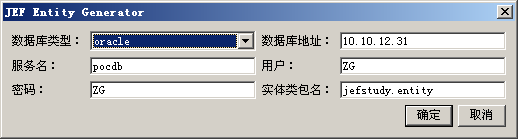 JEF Entity Generator
数据库类型： oracle 数据库地址： 10.10.12.31
服务名： pocdb 用户： ZG
密码： ZG 实体类包名： jefstudy.entity
确定 取消